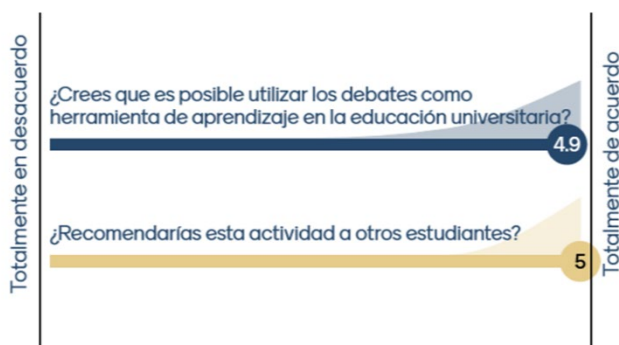 Totalmente en desacuerdo
¿Crees que es posible utilizar los debates como
herramienta de aprendizaje en la educación universitaria?
4.9
¿Recomendarías esta actividad a otros estudiantes?
5
Totalmente de acuerdo